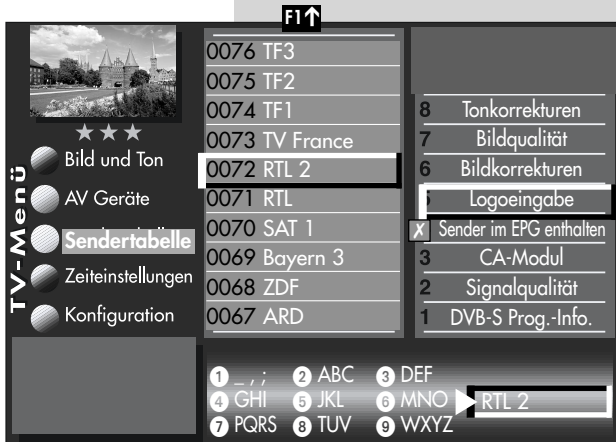 F1↑
TV-Menü
Bild und Ton
AV Geräte
Sendertabelle
Zeiteinstellungen
Konfiguration
0076 TF3
0075 TF2
0074 TF1
0073 TV France
0072 RTL 2
0071 RTL
0070 SAT 1
0069 Bayern 3
0068 ZDF
0067 ARD
8 Tonkorrekturen
7 Bildqualität
6 Bildkorrekturen
5 Logoeingabe
X Sender im EPG enthalten
3 CA-Modul
2 Signalqualität
1 DVB-S Prog.-Info.
1 _ , ; 2 ABC 3 DEF
4 GHI 5 JKL 6 MNO RTL 2
7 PQRS 8 TUV 9 WXYZ